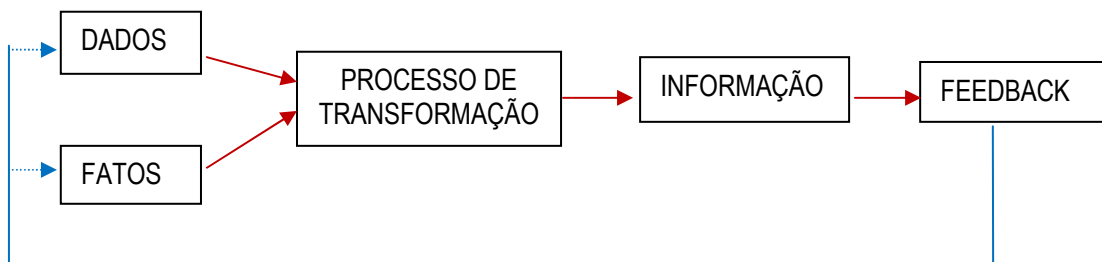 DADOS
FATOS
PROCESSO DE
TRANSFORMAÇÃO
INFORMAÇÃO
FEEDBACK